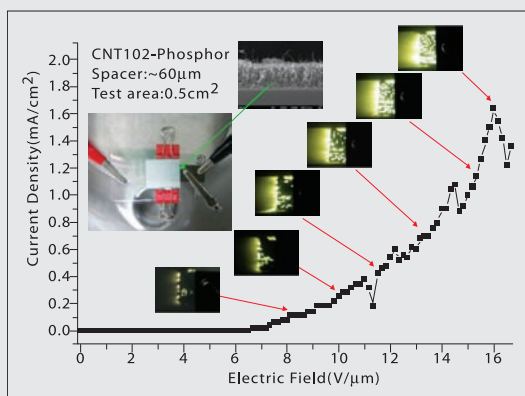 CNT102-Phosphor
Spacer:~60μm
Test area:0.5cm2
Current Density(mA/cm2)
2.0
1.8
1.6
1.4
1.2
1.0
0.8
0.6
0.4
0.2
0.0
0 2 4 6 8 10 12 14 16
Electric Field(V/μm)